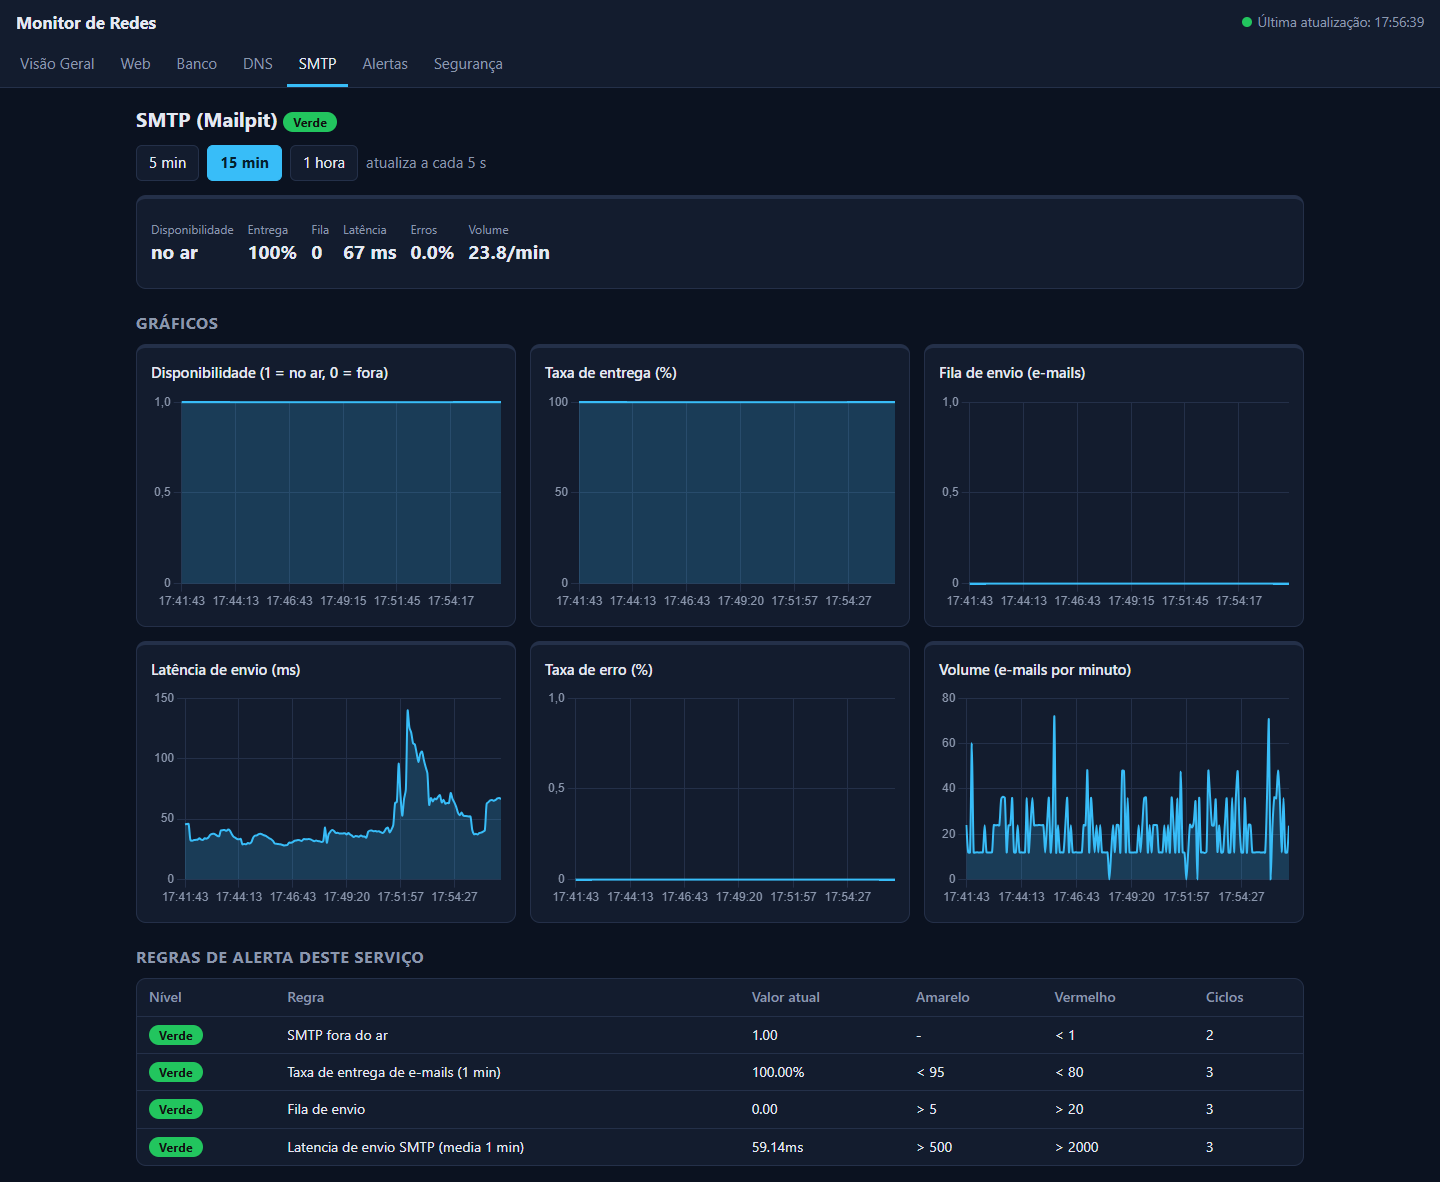 Monitor de Redes
Última atualização: 17:56:39
Visão Geral Web Banco DNS SMTP Alertas Segurança
SMTP (Mailpit) Verde
5 min 15 min 1 hora atualiza a cada 5 s
Disponibilidade Entrega Fila Latência Erros Volume
no ar 100% 0 67 ms 0.0% 23.8/min
GRÁFICOS
Disponibilidade (1 = no ar, 0 = fora)
1,0
0,5
0
17:41:43 17:44:13 17:46:43 17:49:15 17:51:45 17:54:17
Taxa de entrega (%)
100
50
0
17:41:43 17:44:13 17:46:43 17:49:20 17:51:57 17:54:27
Fila de envio (e-mails)
1,0
0,5
0
17:41:43 17:44:13 17:46:43 17:49:15 17:51:45 17:54:17
Latência de envio (ms)
150
100
50
0
17:41:43 17:44:13 17:46:43 17:49:20 17:51:57 17:54:27
Taxa de erro (%)
1,0
0,5
0
17:41:43 17:44:13 17:46:43 17:49:20 17:51:57 17:54:27
Volume (e-mails por minuto)
80
60
40
20
0
17:41:43 17:44:13 17:46:43 17:49:20 17:51:57 17:54:27
REGRAS DE ALERTA DESTE SERVIÇO
Nível Regra Valor atual Amarelo Vermelho Ciclos
Verde SMTP fora do ar 1.00 - < 1 2
Verde Taxa de entrega de e-mails (1 min) 100.00% < 95 < 80 3
Verde Fila de envio 0.00 > 5 > 20 3
Verde Latencia de envio SMTP (media 1 min) 59.14ms > 500 > 2000 3